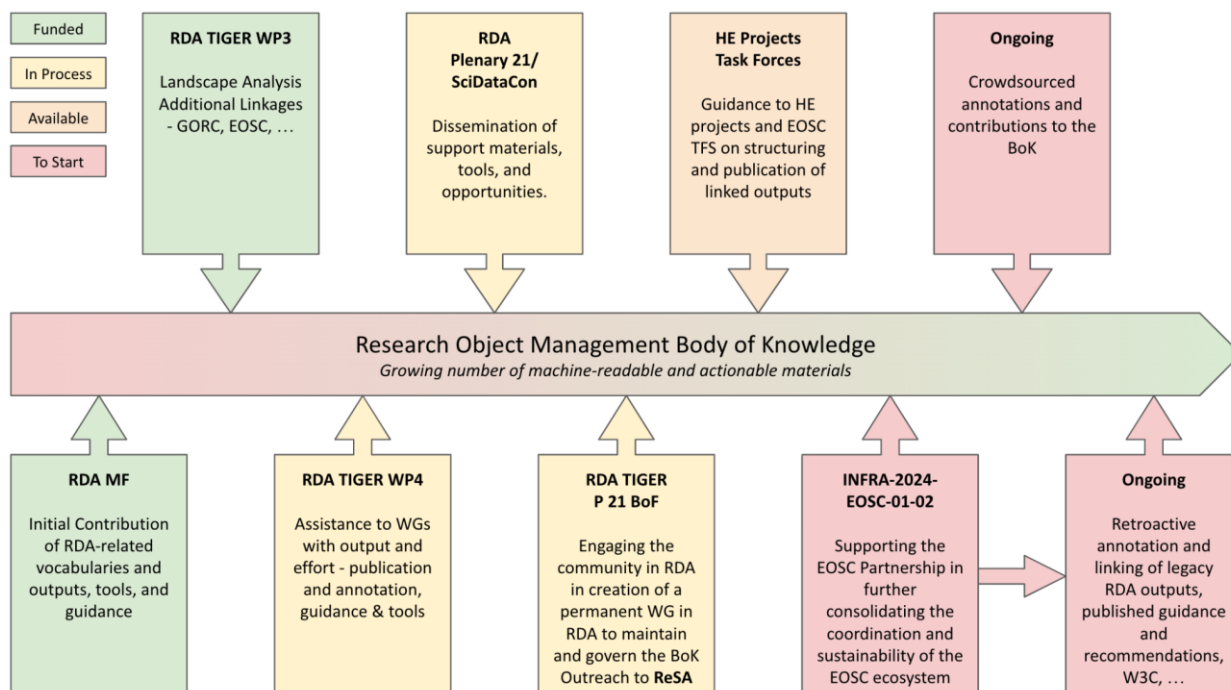 Funded
In Process
Available
To Start
RDA TIGER WP3
Landscape Analysis
Additional Linkages
- GORC, EOSC, …
RDA
Plenary 21/
SciDataCon
Dissemination of
support materials,
tools, and
opportunities.
HE Projects
Task Forces
Guidance to HE
projects and EOSC
TFS on structuring
and publication of
linked outputs
Ongoing
Crowdsourced
annotations and
contributions to the
BoK
Research Object Management Body of Knowledge
Growing number of machine-readable and actionable materials
RDA MF
Initial Contribution
of RDA-related
vocabularies and
outputs, tools, and
guidance
RDA TIGER WP4
Assistance to WGs
with output and
effort - publication
and annotation,
guidance & tools
RDA TIGER
P 21 BoF
Engaging the
community in RDA
in creation of a
permanent WG in
RDA to maintain
and govern the BoK
Outreach to ReSA
INFRA-2024-
EOSC-01-02
Supporting the
EOSC Partnership in
further
consolidating the
coordination and
sustainability of the
EOSC ecosystem
Ongoing
Retroactive
annotation and
linking of legacy
RDA outputs,
published guidance
and
recommendations,
W3C, …